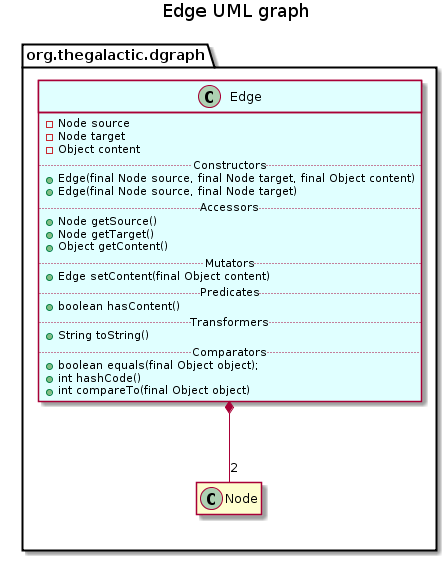 Edge UML graph
org.thegalactic.dgraph
C Edge
Node source
Node target
Object content
Constructors
Edge(final Node source, final Node target, final Object content)
Edge(final Node source, final Node target)
Accessors
Node getSource()
Node getTarget()
Object getContent()
Mutators
Edge setContent(final Object content)
Predicates
boolean hasContent()
Transformers
String toString()
Comparators
boolean equals(final Object object);
int hashCode()
int compareTo(final Object object)
2
C Node